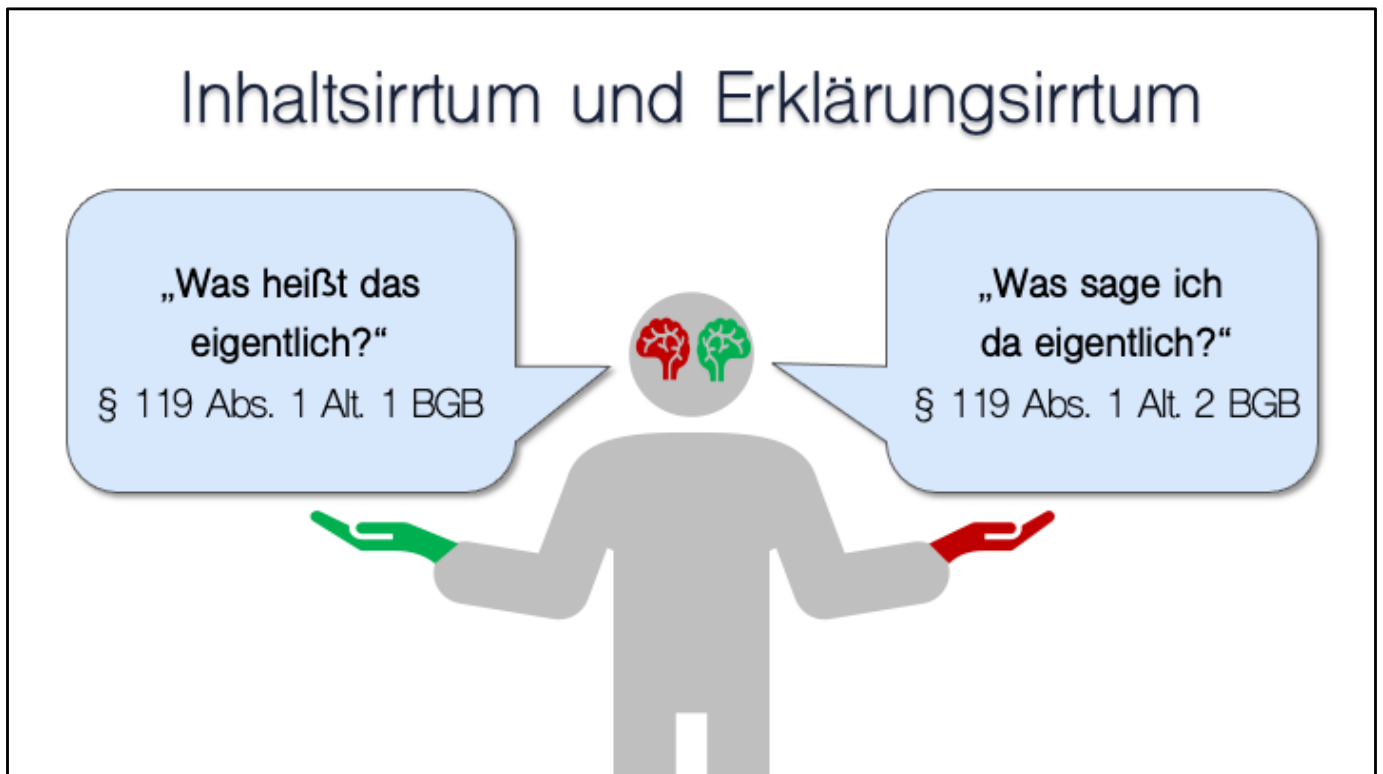 Inhaltsirrtum und Erklärungsirrtum
„Was heißt das
eigentlich?“
§ 119 Abs. 1 Alt. 1 BGB
„Was sage ich
da eigentlich?“
§ 119 Abs. 1 Alt. 2 BGB